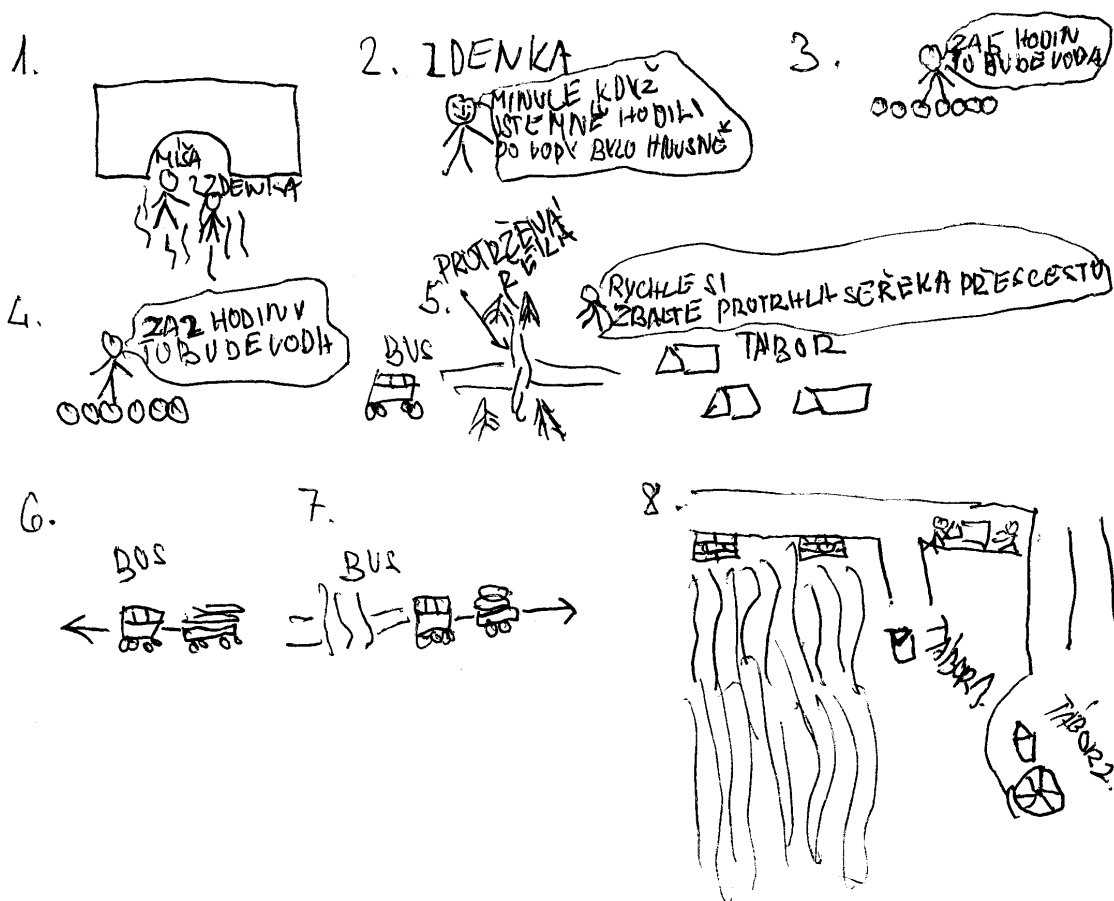 1.
MÍŠA
ZDENKA
2. ZDENKA
MINULE KDYŽ
JSTE MNĚ HODILI
DO VODY BYLO HNUSNĚ
3.
ZA 5 HODIN
TU BUDE VODA
4.
ZA 2 HODINY
TU BUDE VODA
5.
PROTRŽENÁ
ŘEKA
BUS
RYCHLE SI
ZBALTE PROTRHLA SE ŘEKA PŘES CESTU
TÁBOR
6.
BUS
7.
BUS
8.
TÁBOR 1.
TÁBOR 2.